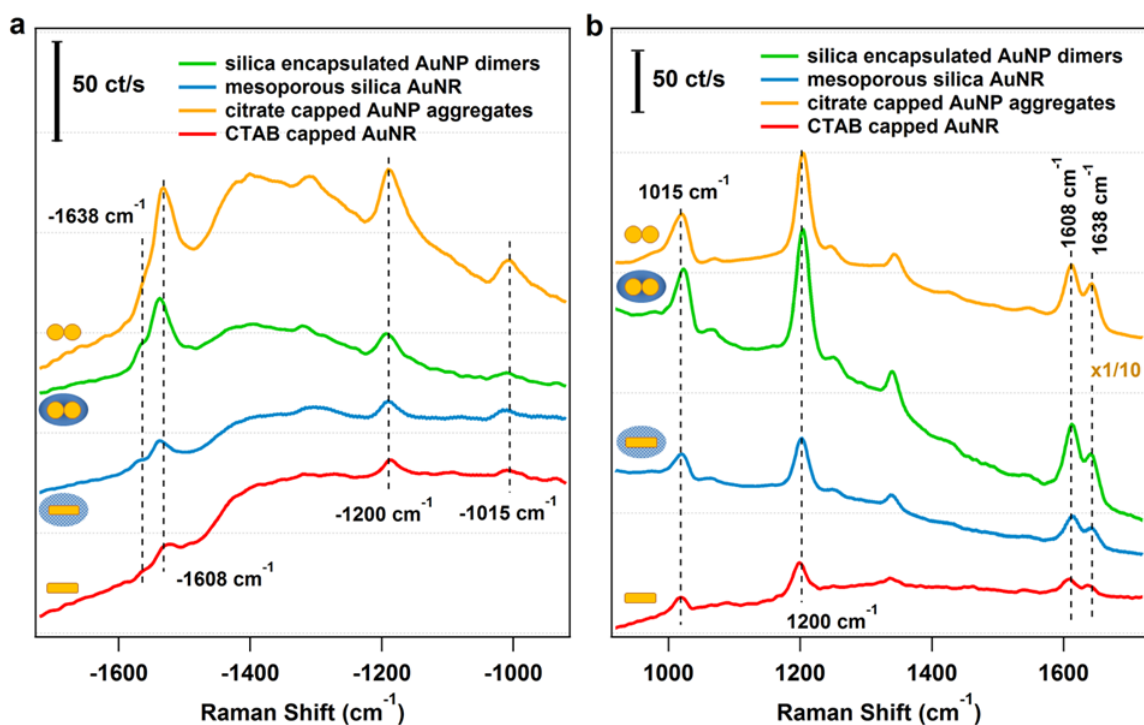 a
50 ct/s
silica encapsulated AuNP dimers
mesoporous silica AuNR
citrate capped AuNP aggregates
CTAB capped AuNR
-1638 cm⁻¹
-1200 cm⁻¹
-1015 cm⁻¹
-1608 cm⁻¹
-1600
-1400
-1200
-1000
Raman Shift (cm⁻¹)
b
50 ct/s
silica encapsulated AuNP dimers
mesoporous silica AuNR
citrate capped AuNP aggregates
CTAB capped AuNR
1015 cm⁻¹
1608 cm⁻¹
1638 cm⁻¹
x1/10
1200 cm⁻¹
1000
1200
1400
1600
Raman Shift (cm⁻¹)